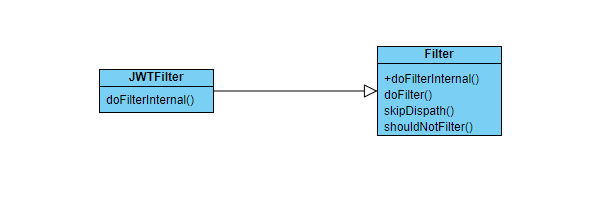 JWTFilter
doFilterInternal()
Filter
+doFilterInternal()
doFilter()
skipDispath()
shouldNotFilter()